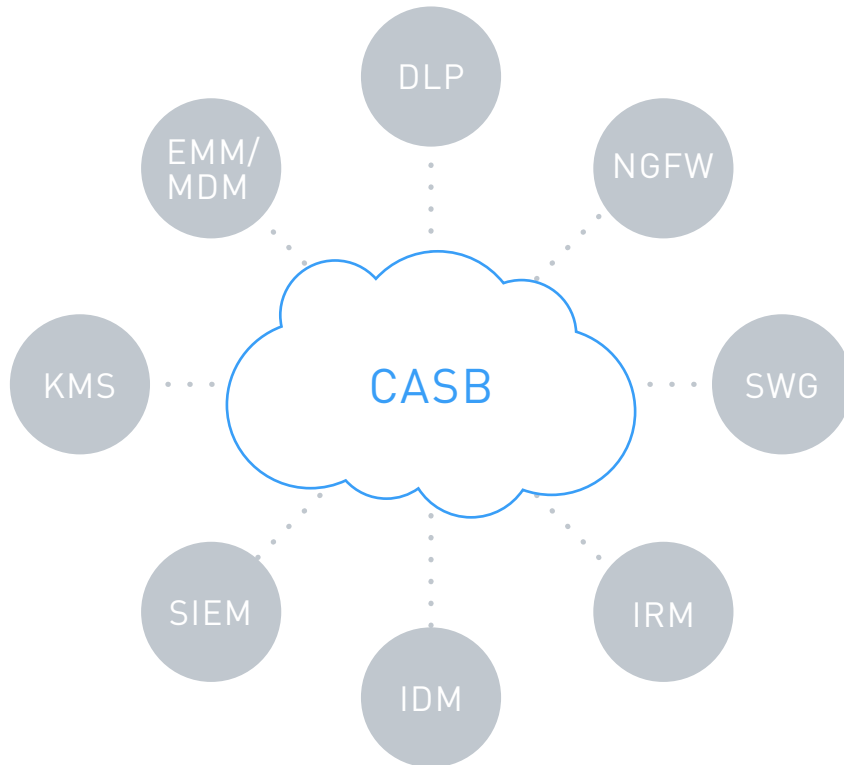 DLP
EMM/
MDM
NGFW
KMS
CASB
SWG
SIEM
IRM
IDM